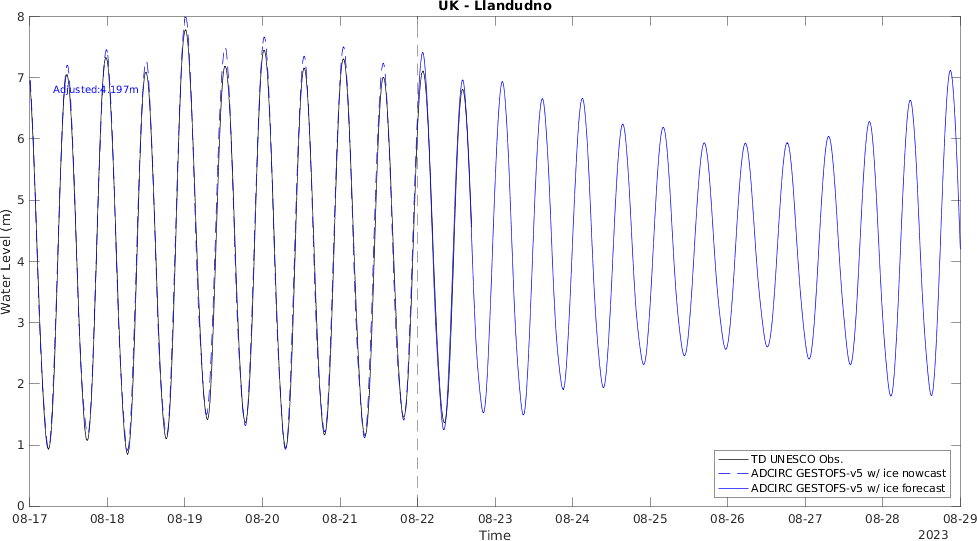 UK - Llandudno
8
7
6
5
4
3
2
1
0
Water Level (m)
Adjusted:4.197m
TD UNESCO Obs.
ADCIRC GESTOFS-v5 w/ ice nowcast
ADCIRC GESTOFS-v5 w/ ice forecast
08-17 08-18 08-19 08-20 08-21 08-22 08-23 08-24 08-25 08-26 08-27 08-28 08-29
Time
2023